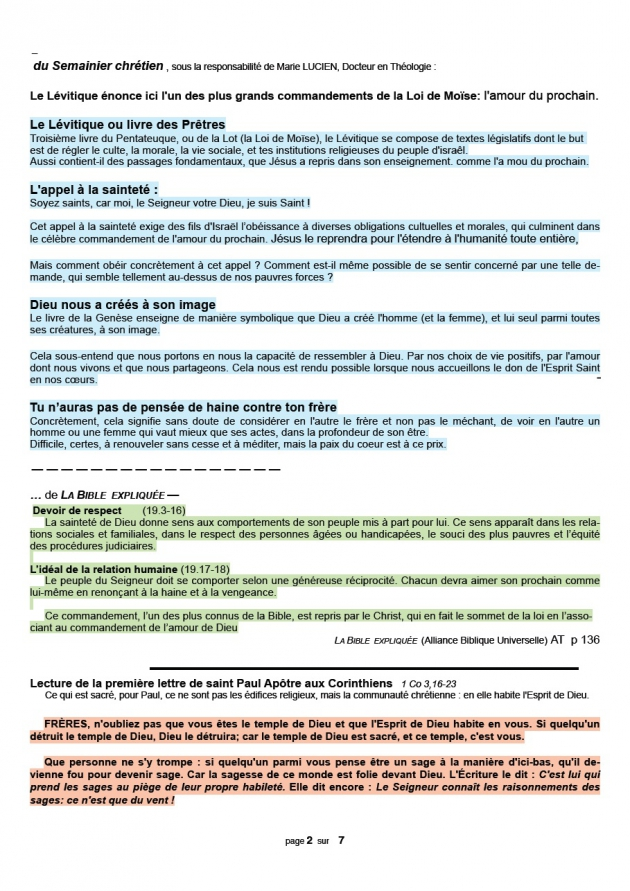 du Semainier chrétien , sous la responsabilité de Marie LUCIEN, Docteur en Théologie :
Le Lévitique énonce ici l'un des plus grands commandements de la Loi de Moïse: l'amour du prochain.
Le Lévitique ou livre des Prêtres
Troisième livre du Pentateuque, ou de la Lot (la Loi de Moïse), le Lévitique se compose de textes législatifs dont le but
est de régler le culte, la morale, la vie sociale, et tes institutions religieuses du peuple d'israël.
Aussi contient-il des passages fondamentaux, que Jésus a repris dans son enseignement. comme l'a mou du prochain.
L'appel à la sainteté :
Soyez saints, car moi, le Seigneur votre Dieu, je suis Saint !
Cet appel à la sainteté exige des fils d'Israël l'obéissance à diverses obligations cultuelles et morales, qui culminent dans
le célèbre commandement de l'amour du prochain. Jésus le reprendra pour l'étendre à l'humanité toute entière,
Mais comment obéir concrètement à cet appel ? Comment est-il même possible de se sentir concerné par une telle de-
mande, qui semble tellement au-dessus de nos pauvres forces ?
Dieu nous a créés à son image
Le livre de la Genèse enseigne de manière symbolique que Dieu a créé l'homme (et la femme), et lui seul parmi toutes
ses créatures, à son image.
Cela sous-entend que nous portons en nous la capacité de ressembler à Dieu. Par nos choix de vie positifs, par l'amour
dont nous vivons et que nous partageons. Cela nous est rendu possible lorsque nous accueillons le don de l'Esprit Saint
en nos cœurs.
Tu n'auras pas de pensée de haine contre ton frère
Concrètement, cela signifie sans doute de considérer en l'autre le frère et non pas le méchant, de voir en l'autre un
homme ou une femme qui vaut mieux que ses actes, dans la profondeur de son être.
Difficile, certes, à renouveler sans cesse et à méditer, mais la paix du coeur est à ce prix.
— — — — — — — — — — — — — — — — — —
... de LA BIBLE EXPLIQUÉE —
Devoir de respect (19.3-16)
La sainteté de Dieu donne sens aux comportements de son peuple mis à part pour lui. Ce sens apparaît dans les rela-
tions sociales et familiales, dans le respect des personnes âgées ou handicapées, le souci des plus pauvres et l'équité
des procédures judiciaires.
L'idéal de la relation humaine (19.17-18)
Le peuple du Seigneur doit se comporter selon une généreuse réciprocité. Chacun devra aimer son prochain comme
lui-même en renonçant à la haine et à la vengeance.
Ce commandement, l'un des plus connus de la Bible, est repris par le Christ, qui en fait le sommet de la loi en l'asso-
ciant au commandement de l'amour de Dieu
LA BIBLE EXPLIQUÉE (Alliance Biblique Universelle) AT p 136
Lecture de la première lettre de saint Paul Apôtre aux Corinthiens 1 Co 3,16-23
Ce qui est sacré, pour Paul, ce ne sont pas les édifices religieux, mais la communauté chrétienne : en elle habite l'Esprit de Dieu.
FRÈRES, n'oubliez pas que vous êtes le temple de Dieu et que l'Esprit de Dieu habite en vous. Si quelqu'un
détruit le temple de Dieu, Dieu le détruira; car le temple de Dieu est sacré, et ce temple, c'est vous.
Que personne ne s'y trompe : si quelqu'un parmi vous pense être un sage à la manière d'ici-bas, qu'il de-
vienne fou pour devenir sage. Car la sagesse de ce monde est folie devant Dieu. L'Écriture le dit : C'est lui qui
prend les sages au piège de leur propre habileté. Elle dit encore : Le Seigneur connaît les raisonnements des
sages: ce n'est que du vent !
page 2 sur 7